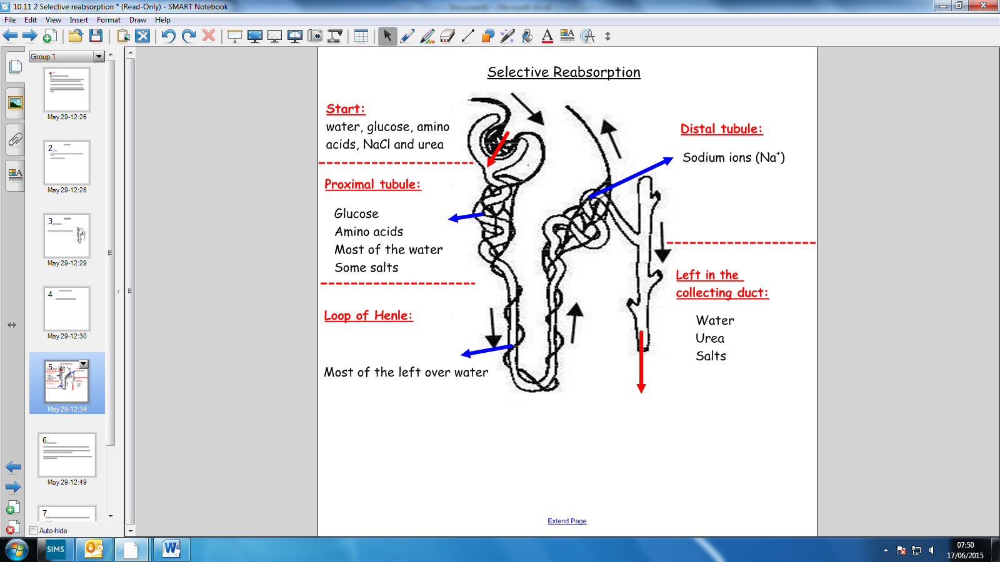 10 11 2 Selective reabsorption * (Read-Only) - SMART Notebook
File Edit View Insert Format Draw Help
Group 1
1
May 29-12:26
2
May 29-12:28
3
May 29-12:29
4
May 29-12:30
5
May 29-12:34
6
May 29-12:49
7
Auto-hide
Selective Reabsorption
Start:
water, glucose, amino
acids, NaCl and urea
Proximal tubule:
Glucose
Amino acids
Most of the water
Some salts
Loop of Henle:
Most of the left over water
Distal tubule:
Sodium ions (Na⁺)
Left in the
collecting duct:
Water
Urea
Salts
Extend Page
SIMS
07:50
17/06/2015